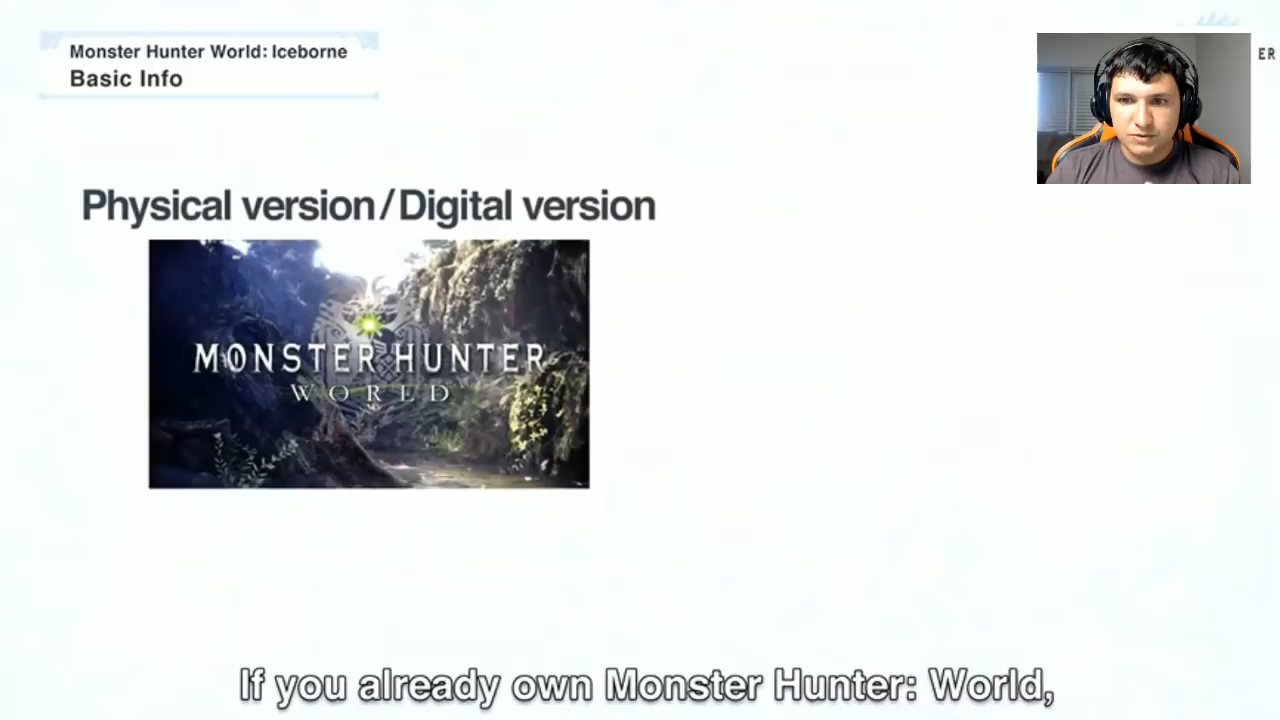 Monster Hunter World: Iceborne
Basic Info
ER
Physical version/Digital version
MONSTER HUNTER
WORLD
If you already own Monster Hunter: World,